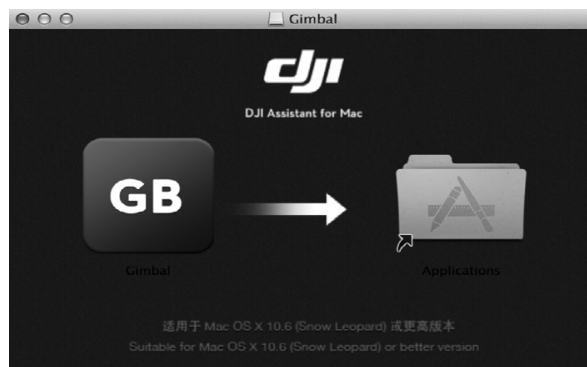 Gimbal
dji
DJI Assistant for Mac
GB
Gimbal
Applications
适用于 Mac OS X 10.6 (Snow Leopard) 或更高版本
Suitable for Mac OS X 10.6 (Snow Leopard) or better version